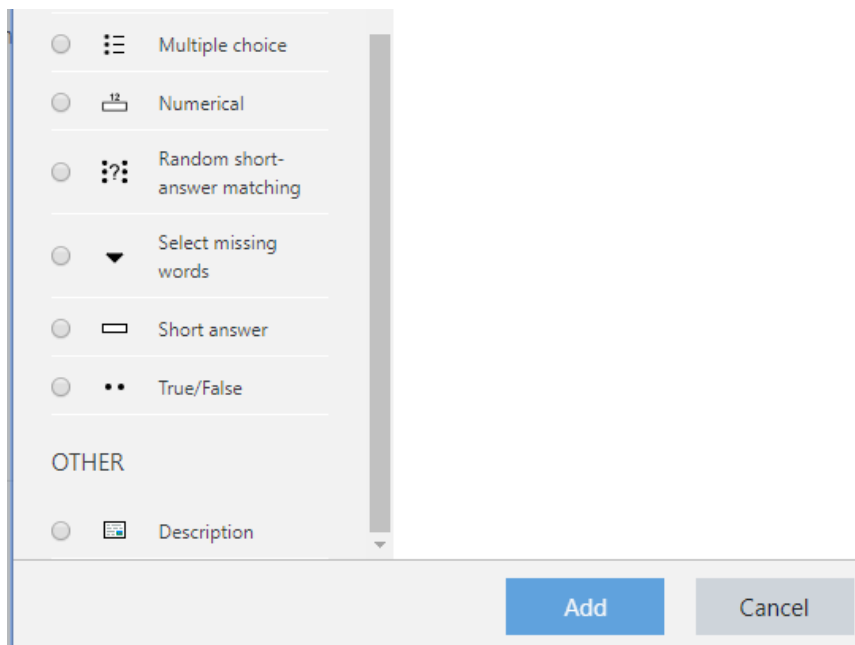 Multiple choice
12
Numerical
Random short-
answer matching
?
Select missing
words
Short answer
True/False
OTHER
Description
Add
Cancel